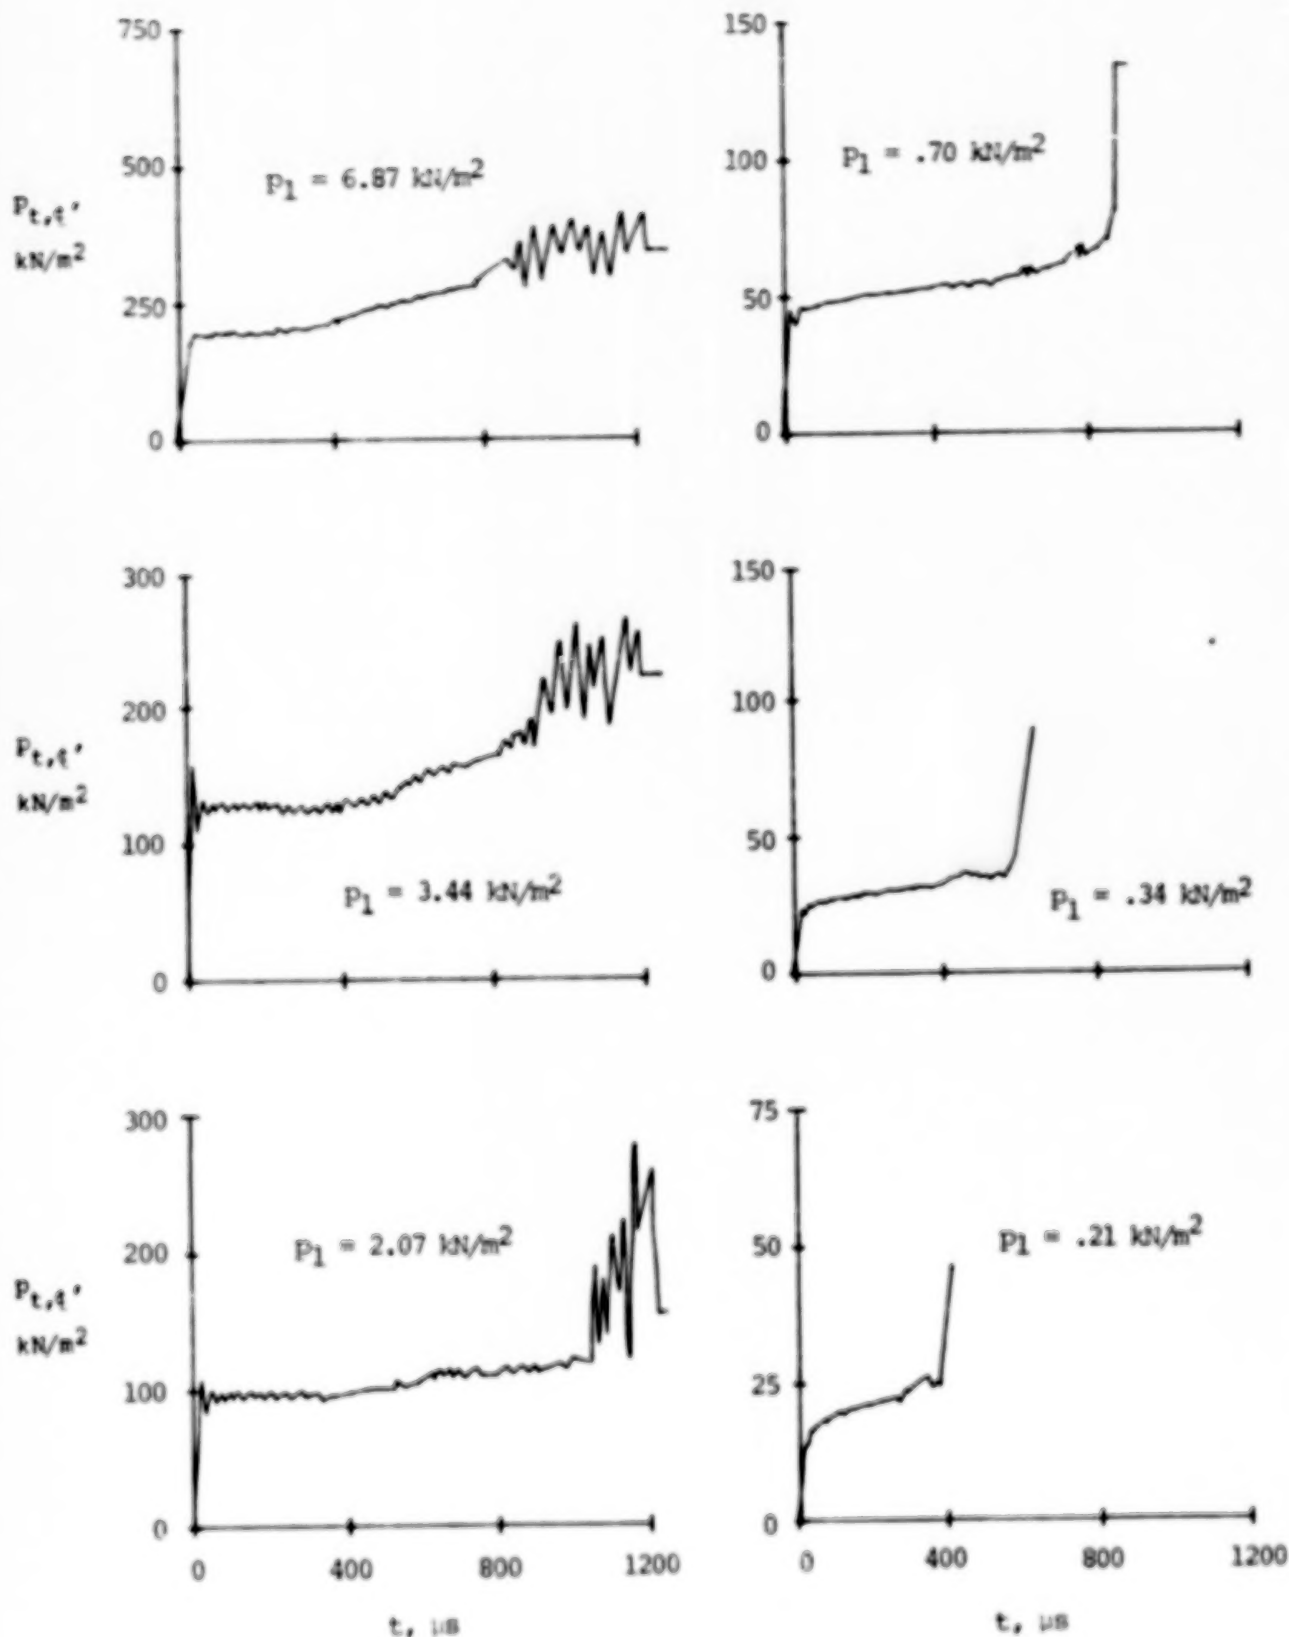 750
500
250
0
P_t,¢,
kN/m²
p₁ = 6.87 kN/m²
150
100
50
0
p₁ = .70 kN/m²
300
200
100
0
P_t,¢,
kN/m²
p₁ = 3.44 kN/m²
150
100
50
0
p₁ = .34 kN/m²
300
200
100
0
P_t,¢,
kN/m²
p₁ = 2.07 kN/m²
0 400 800 1200
t, μs
75
50
25
0
p₁ = .21 kN/m²
0 400 800 1200
t, μs